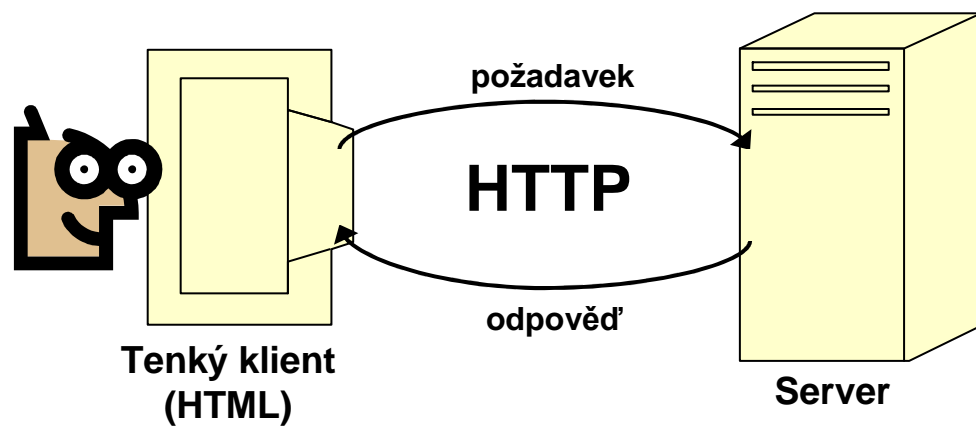 požadavek
HTTP
odpověď
Tenký klient
(HTML)
Server